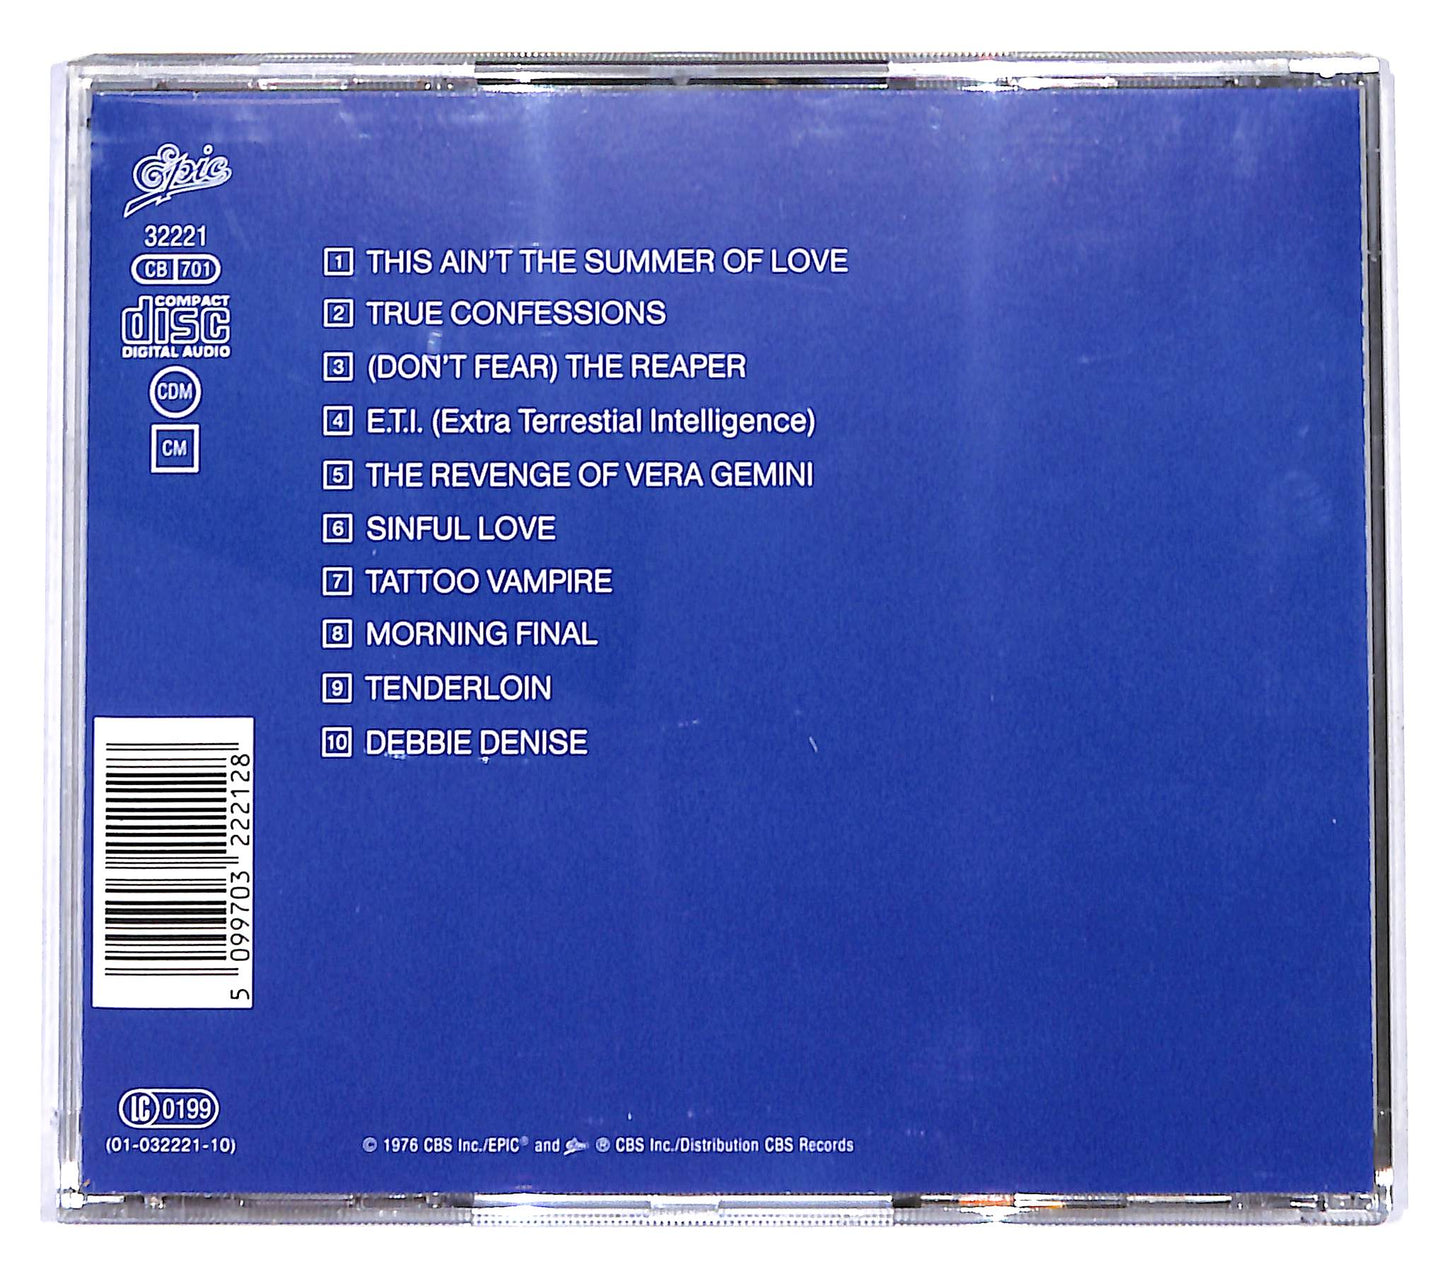 Epic
32221
CB 701
COMPACT
disc
DIGITAL AUDIO
CDM
CM
1 THIS AIN'T THE SUMMER OF LOVE
2 TRUE CONFESSIONS
3 (DON'T FEAR) THE REAPER
4 E.T.I. (Extra Terrestial Intelligence)
5 THE REVENGE OF VERA GEMINI
6 SINFUL LOVE
7 TATTOO VAMPIRE
8 MORNING FINAL
9 TENDERLOIN
10 DEBBIE DENISE
5 099703 222128
LC 0199
(01-032221-10)
© 1976 CBS Inc./EPIC® and Epic ® CBS Inc./Distribution CBS Records